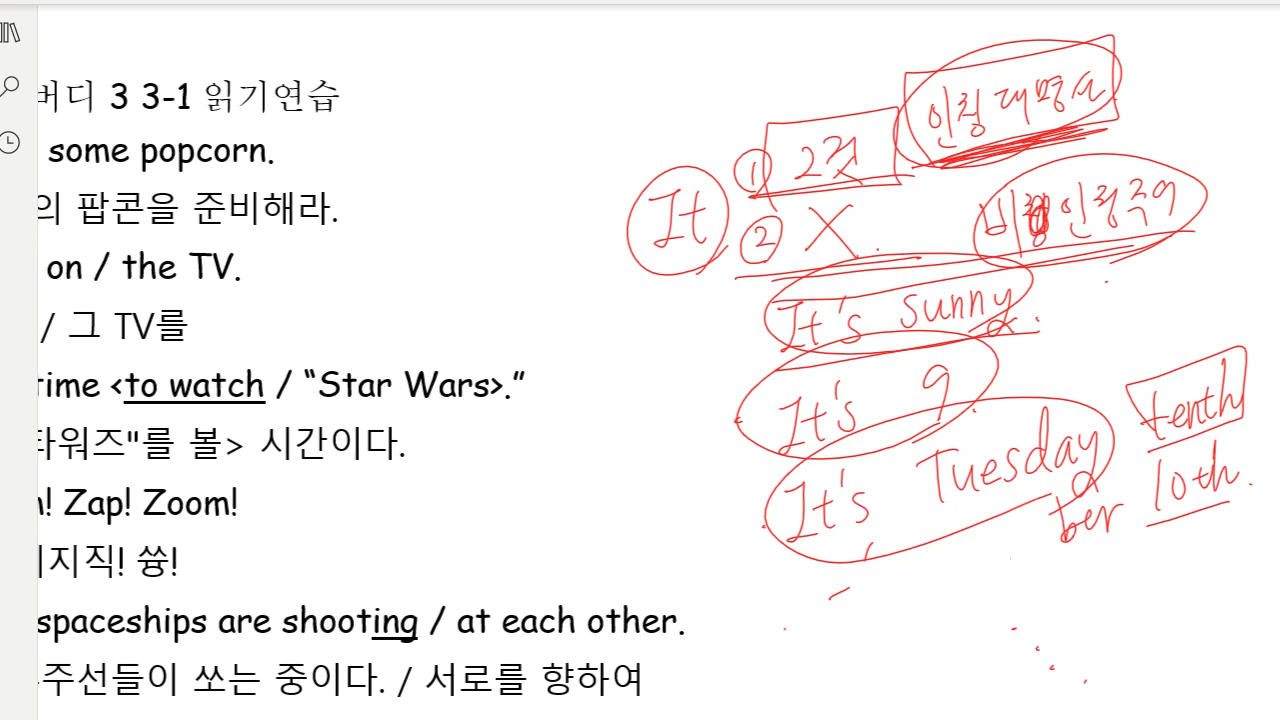 버디 3 3-1 읽기연습
some popcorn.
의 팝콘을 준비해라.
on / the TV.
/ 그 TV를
time <to watch / “Star Wars>.”
타워즈"를 볼> 시간이다.
! Zap! Zoom!
지직! 쓩!
spaceships are shooting / at each other.
주선들이 쏘는 중이다. / 서로를 향하여
인칭대명사
① 그것
It
② X
비인칭주어
It's sunny.
It's 9
It's Tuesday
tenth
10th.
ber